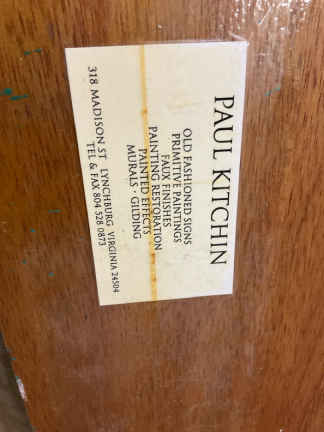 PAUL KITCHIN
OLD FASHIONED SIGNS
PRIMITIVE PAINTINGS
FAUX FINISHES
PAINTING RESTORATION
PAINTED EFFECTS
MURALS · GILDING
318 MADISON ST LYNCHBURG VIRGINIA 24504
TEL & FAX 804 528 0873